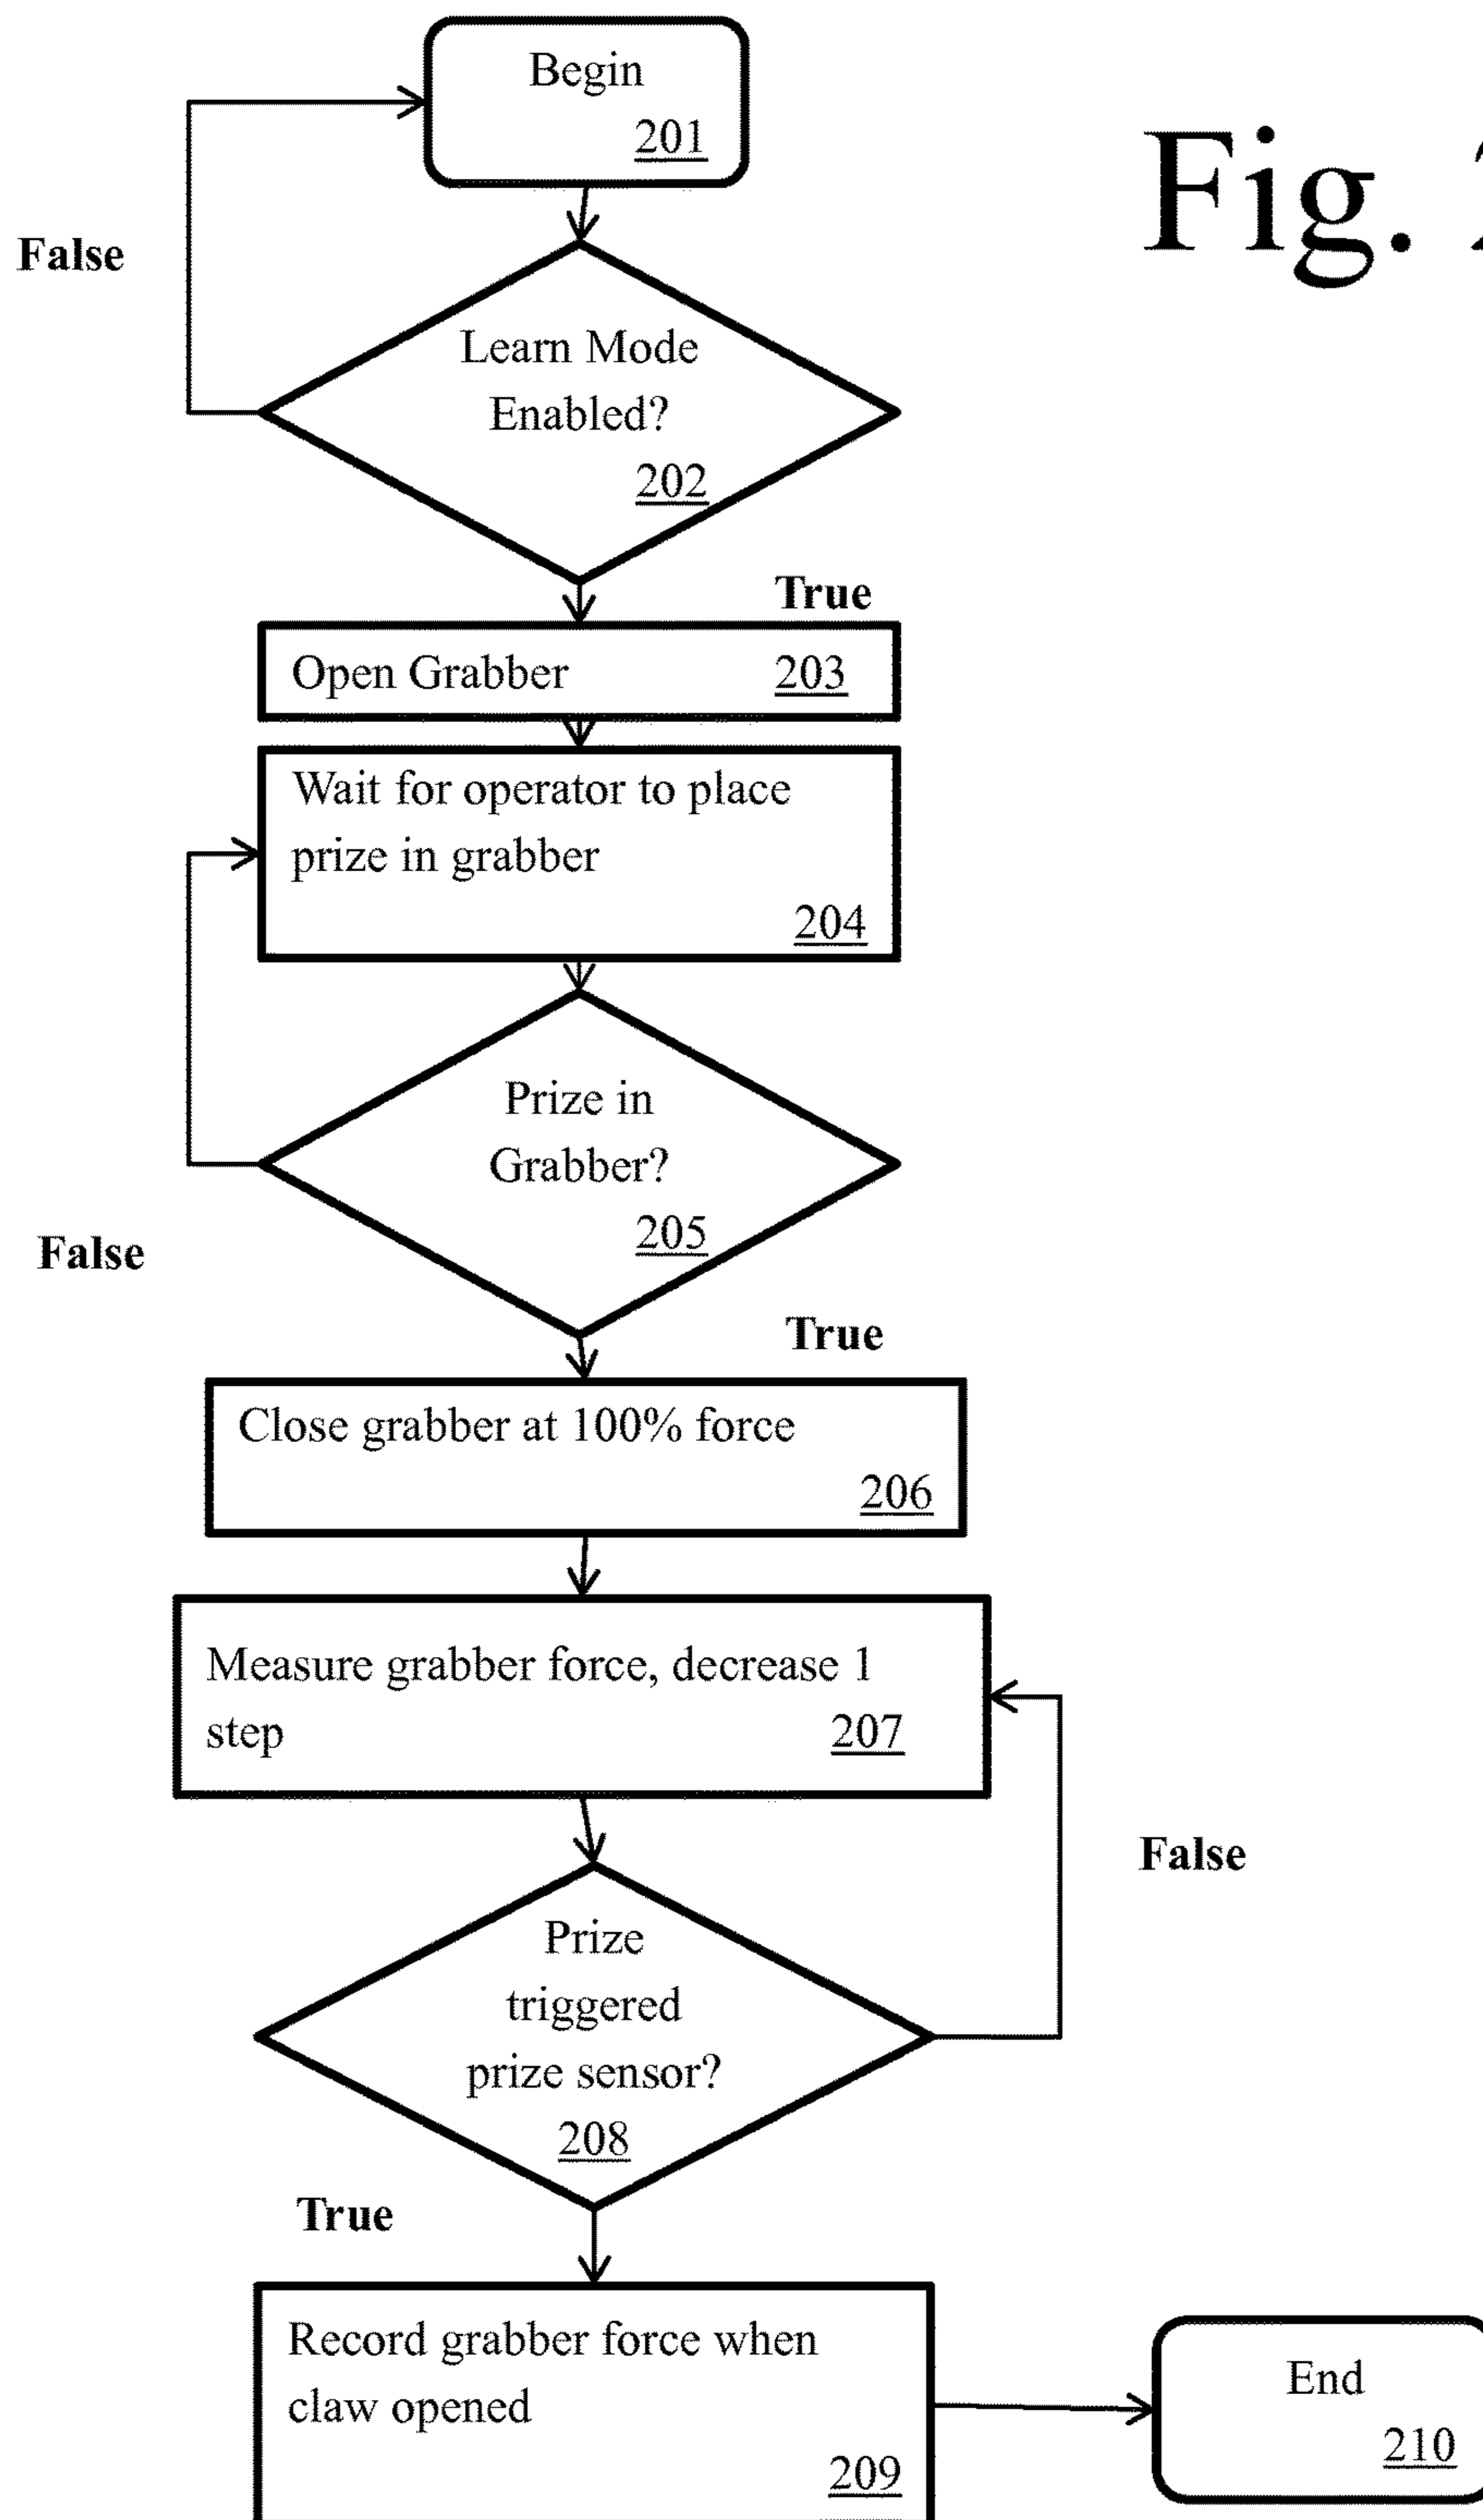 Begin
201
Fig. 
False
Learn Mode
Enabled?
202
True
Open Grabber 203
Wait for operator to place
prize in grabber
204
Prize in
Grabber?
205
False
True
Close grabber at 100% force
206
Measure grabber force, decrease 1
step 207
False
Prize
triggered
prize sensor?
208
True
Record grabber force when
claw opened
209
End
210